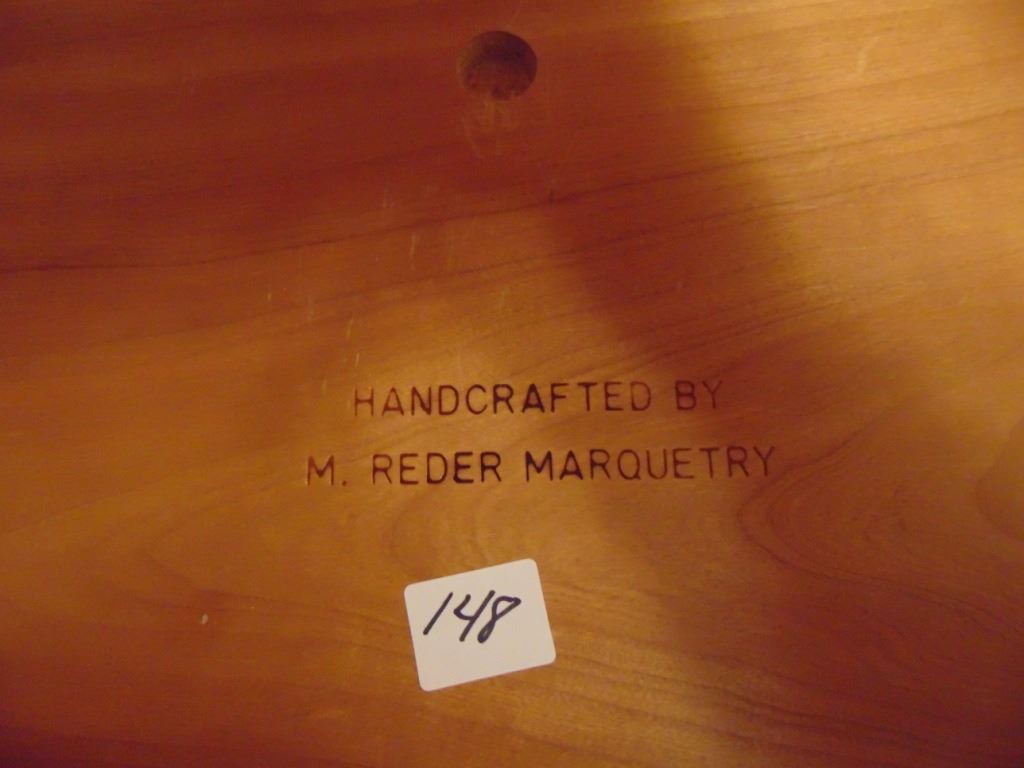 HANDCRAFTED BY
M. REDER MARQUETRY
148